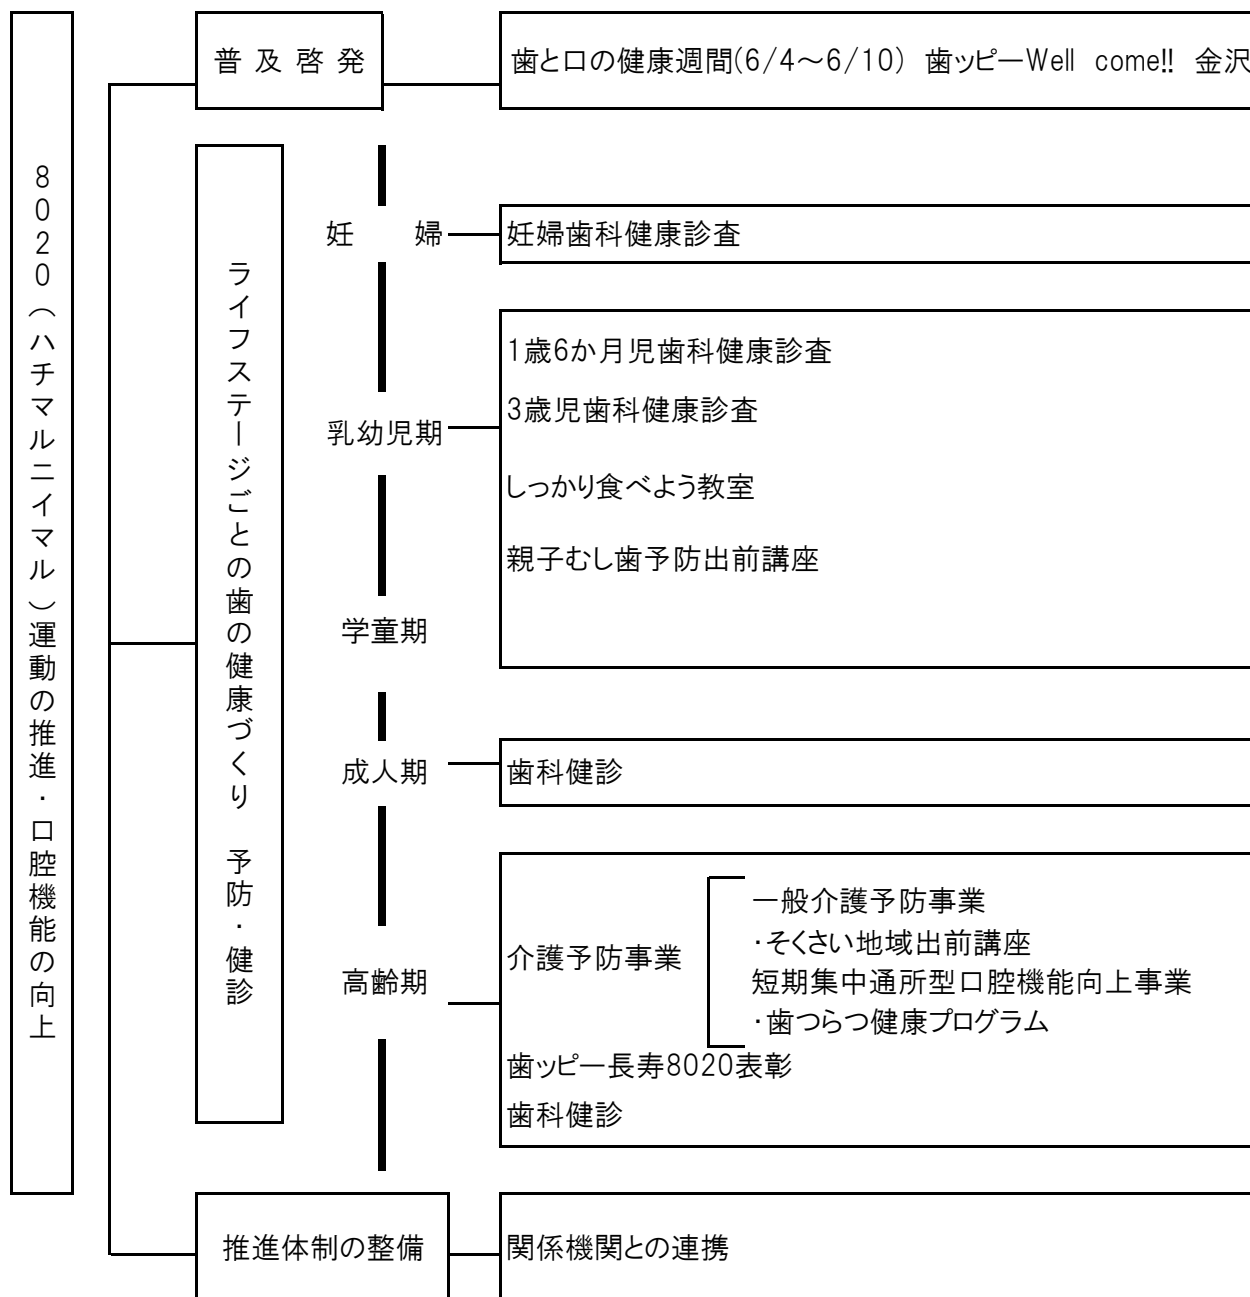 8020（ハチマルニイマル）運動の推進・口腔機能の向上
普及啓発
歯と口の健康週間(6/4～6/10) 歯ッピーWell come!! 金沢
ライフステージごとの歯の健康づくり 予防・健診
妊 婦
妊婦歯科健康診査
乳幼児期
1歳6か月児歯科健康診査
3歳児歯科健康診査
しっかり食べよう教室
親子むし歯予防出前講座
学童期
成人期
歯科健診
高齢期
介護予防事業
一般介護予防事業
・そくさい地域出前講座
短期集中通所型口腔機能向上事業
・歯つらつ健康プログラム
歯ッピー長寿8020表彰
歯科健診
推進体制の整備
関係機関との連携